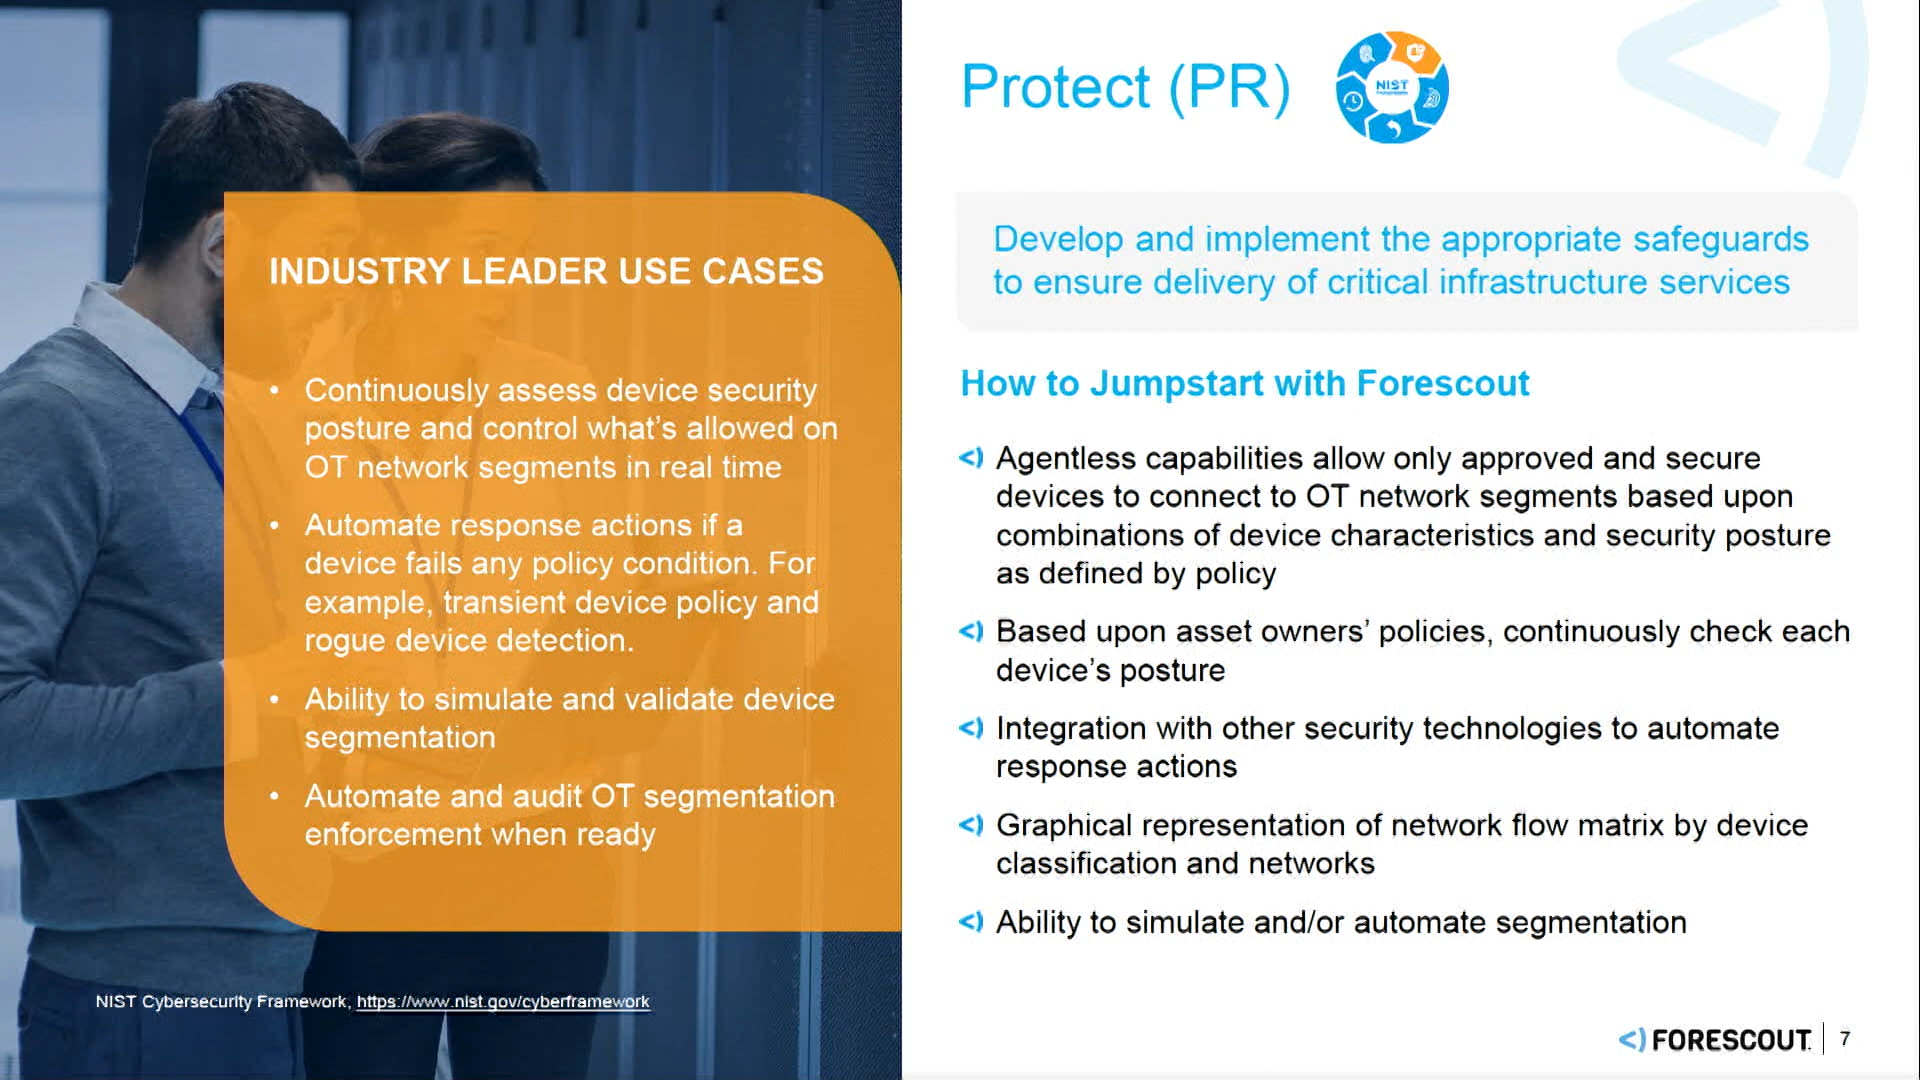 INDUSTRY LEADER USE CASES
• Continuously assess device security
posture and control what’s allowed on
OT network segments in real time
• Automate response actions if a
device fails any policy condition. For
example, transient device policy and
rogue device detection.
• Ability to simulate and validate device
segmentation
• Automate and audit OT segmentation
enforcement when ready
NIST Cybersecurity Framework, https://www.nist.gov/cyberframework
Protect (PR)
NIST
Develop and implement the appropriate safeguards
to ensure delivery of critical infrastructure services
How to Jumpstart with Forescout
Agentless capabilities allow only approved and secure
devices to connect to OT network segments based upon
combinations of device characteristics and security posture
as defined by policy
Based upon asset owners’ policies, continuously check each
device’s posture
Integration with other security technologies to automate
response actions
Graphical representation of network flow matrix by device
classification and networks
Ability to simulate and/or automate segmentation
FORESCOUT. 7